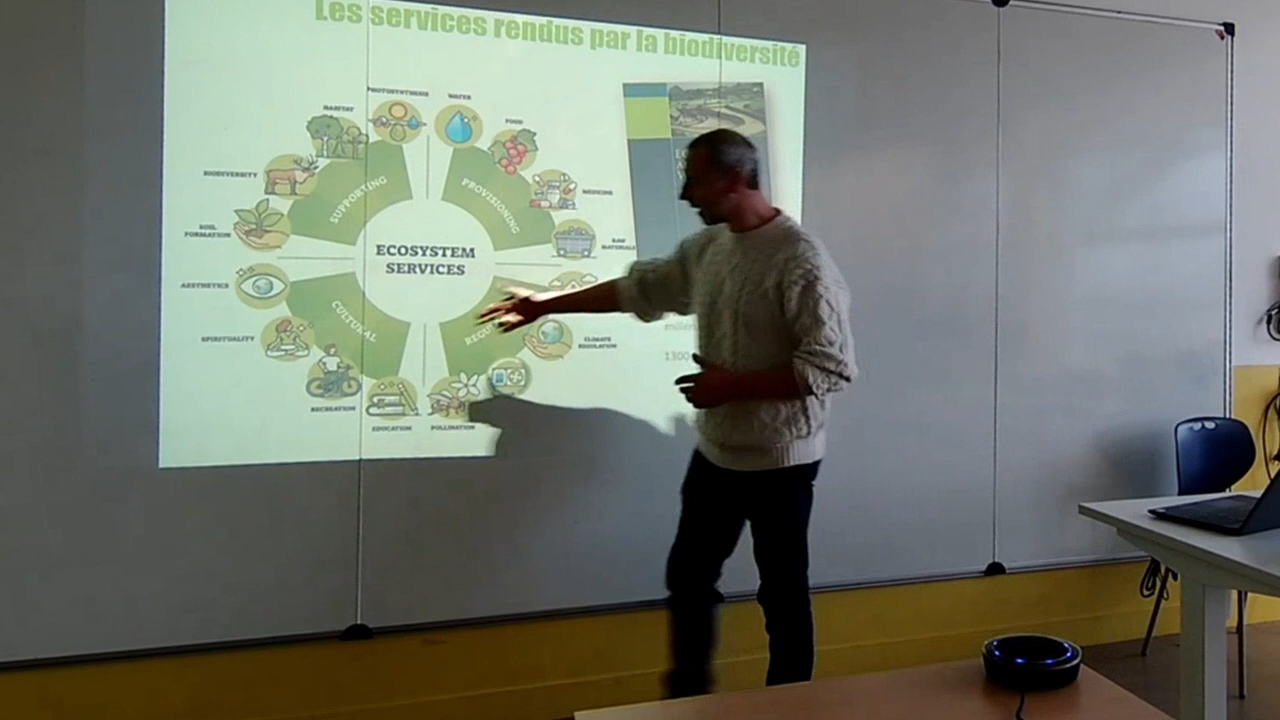 Les services rendus par la biodiversité
PHOTOSYNTHESIS
WATER
HABITAT
FOOD
BIODIVERSITY
MEDICINE
SUPPORTING
PROVISIONING
SOIL
FORMATION
RAW
MATERIALS
ECOSYSTEM
SERVICES
AESTHETICS
CULTURAL
SPIRITUALITY
CLIMATE
REGULATION
RECREATION
EDUCATION
POLLINATION
1300